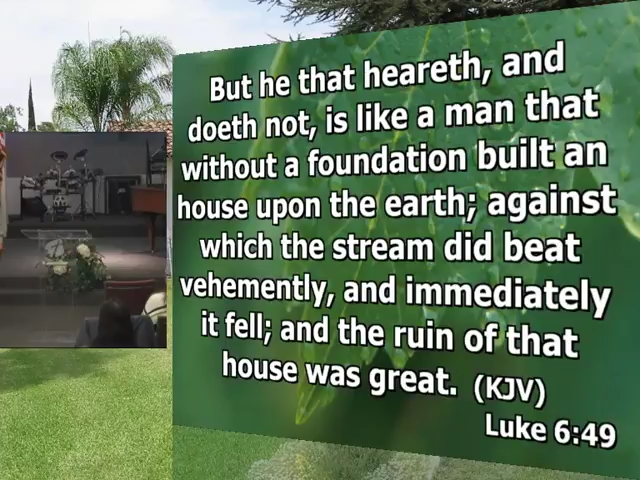 But he that heareth, and
doeth not, is like a man that
without a foundation built an
house upon the earth; against
which the stream did beat
vehemently, and immediately
it fell; and the ruin of that
house was great. (KJV)
Luke 6:49